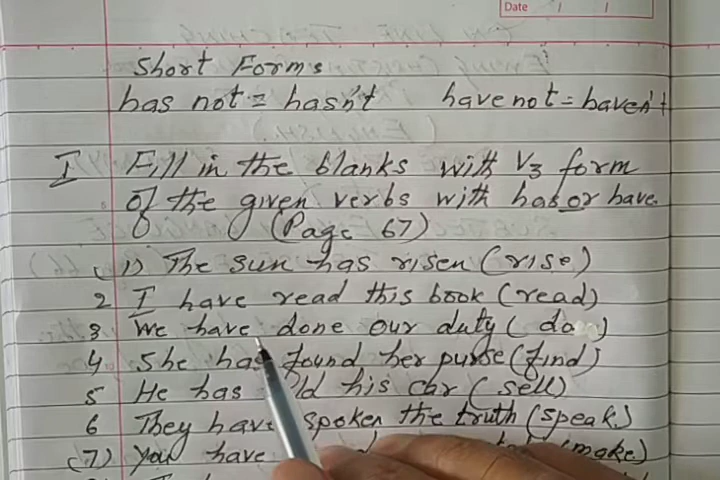 Date / /
Short Forms
has not = hasn't have not = haven't
I Fill in the blanks with V3 form
of the given verbs with has or have.
(Page 67)
(1) The sun has risen (rise)
2 I have read this book (read)
3 We have done our duty (do)
4 She has found her purse (find)
5 He has his car (sell)
6 They have spoken the truth (speak)
(7) You have (make)